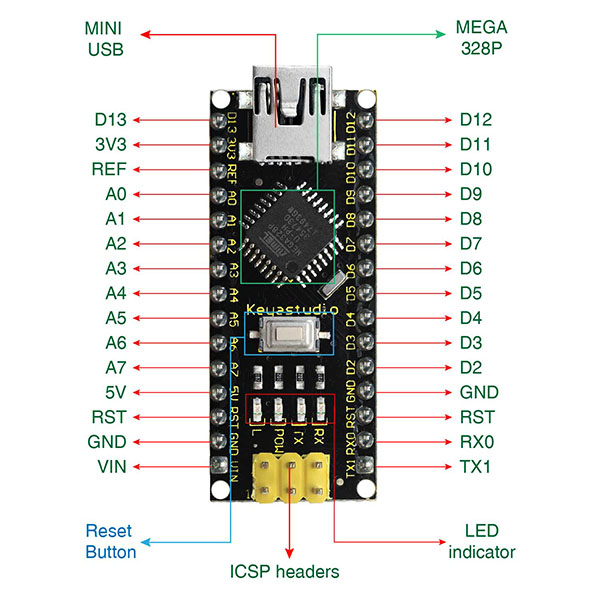 MINI
USB
MEGA
328P
D13
3V3
REF
A0
A1
A2
A3
A4
A5
A6
A7
5V
RST
GND
VIN
D12
D11
D10
D9
D8
D7
D6
D5
D4
D3
D2
GND
RST
RX0
TX1
D13
3V3
REF
A0
A1
A2
A3
A4
A5
A6
A7
5V
RST
GND
VIN
D12
D11
D10
D9
D8
D7
D6
D5
D4
D3
D2
GND
RST
RX0
TX1
Keyestudio
L
POW
TX
RX
1
Reset
Button
ICSP headers
LED
indicator